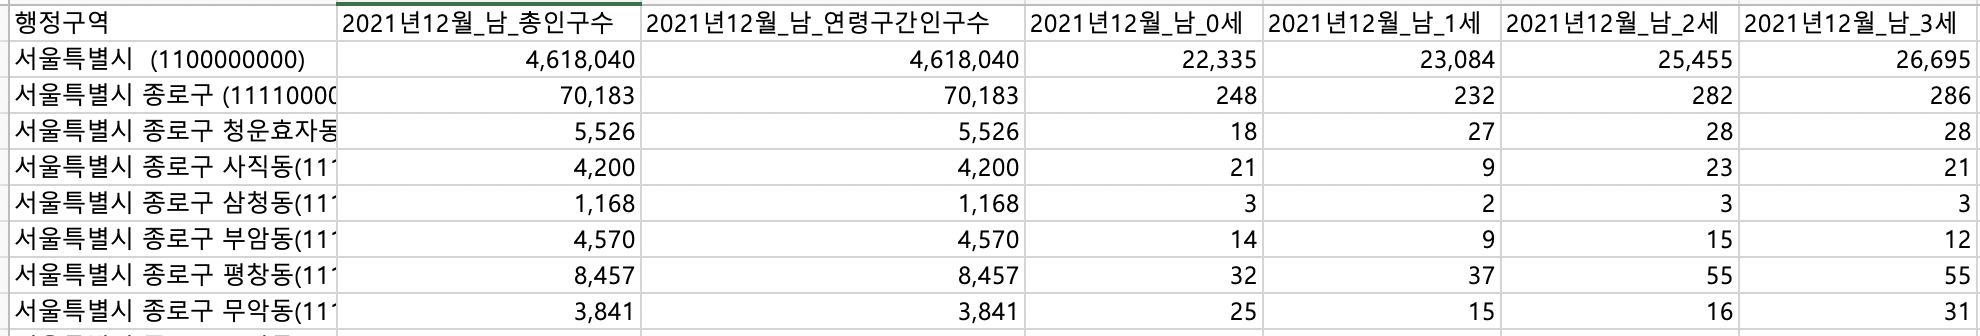 행정구역 2021년12월_남_총인구수 2021년12월_남_연령구간인구수 2021년12월_남_0세 2021년12월_남_1세 2021년12월_남_2세 2021년12월_남_3세
서울특별시 (1100000000) 4,618,040 4,618,040 22,335 23,084 25,455 26,695
서울특별시 종로구 (11110000 70,183 70,183 248 232 282 286
서울특별시 종로구 청운효자동 5,526 5,526 18 27 28 28
서울특별시 종로구 사직동(111 4,200 4,200 21 9 23 21
서울특별시 종로구 삼청동(111 1,168 1,168 3 2 3 3
서울특별시 종로구 부암동(111 4,570 4,570 14 9 15 12
서울특별시 종로구 평창동(111 8,457 8,457 32 37 55 55
서울특별시 종로구 무악동(111 3,841 3,841 25 15 16 31